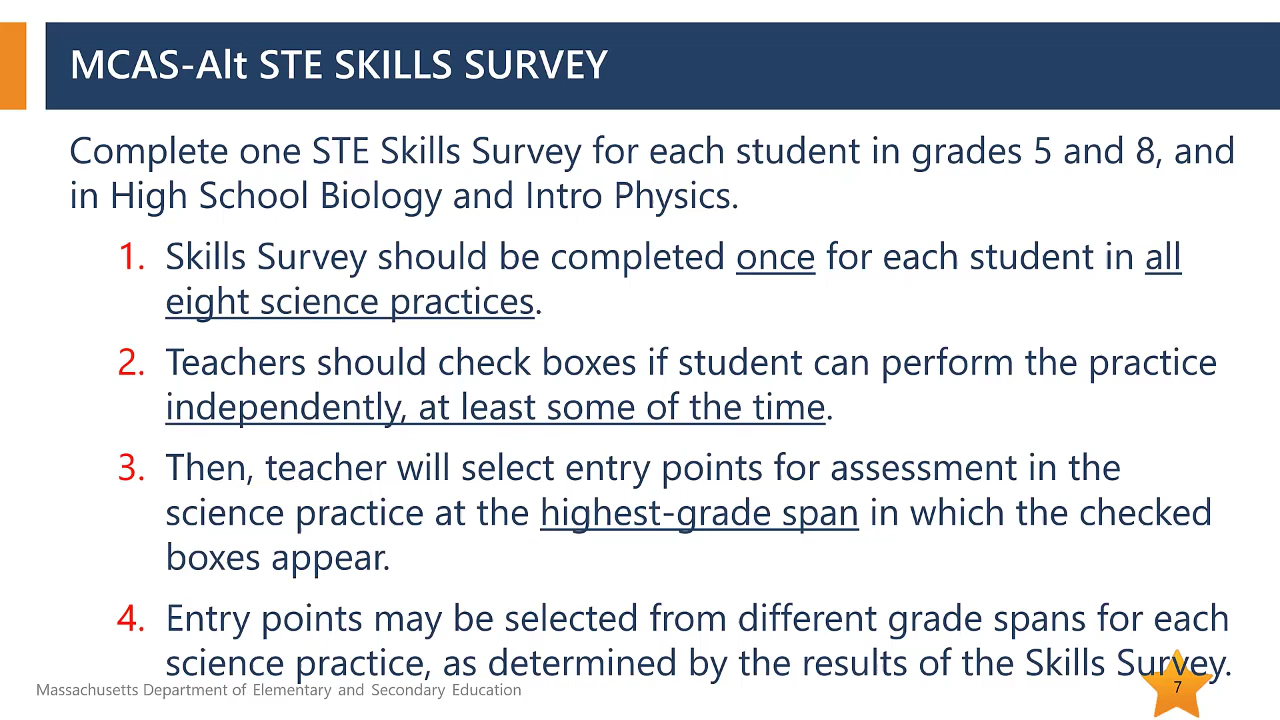 MCAS-Alt STE SKILLS SURVEY
Complete one STE Skills Survey for each student in grades 5 and 8, and
in High School Biology and Intro Physics.
1. Skills Survey should be completed once for each student in all
eight science practices.
2. Teachers should check boxes if student can perform the practice
independently, at least some of the time.
3. Then, teacher will select entry points for assessment in the
science practice at the highest-grade span in which the checked
boxes appear.
4. Entry points may be selected from different grade spans for each
science practice, as determined by the results of the Skills Survey.
Massachusetts Department of Elementary and Secondary Education
7